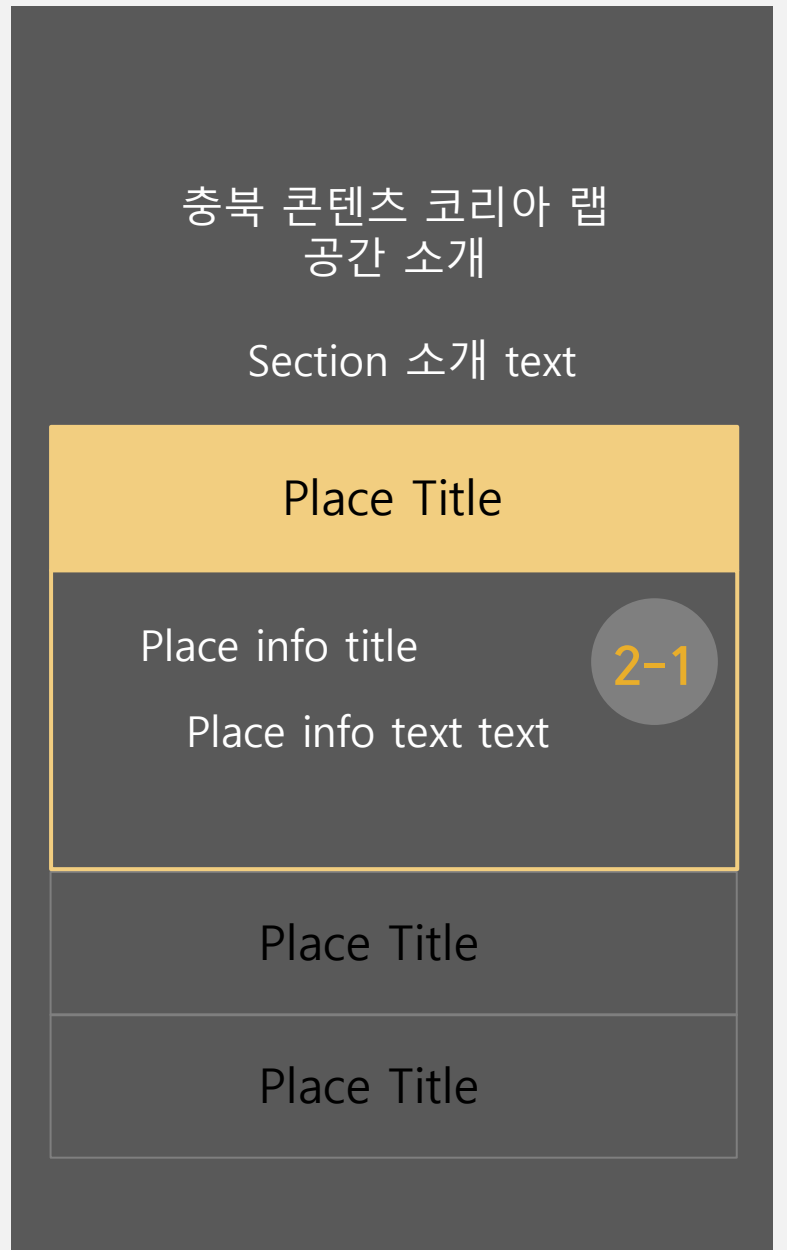 충북 콘텐츠 코리아 랩
공간 소개
Section 소개 text
Place Title
Place info title
2-1
Place info text text
Place Title
Place Title